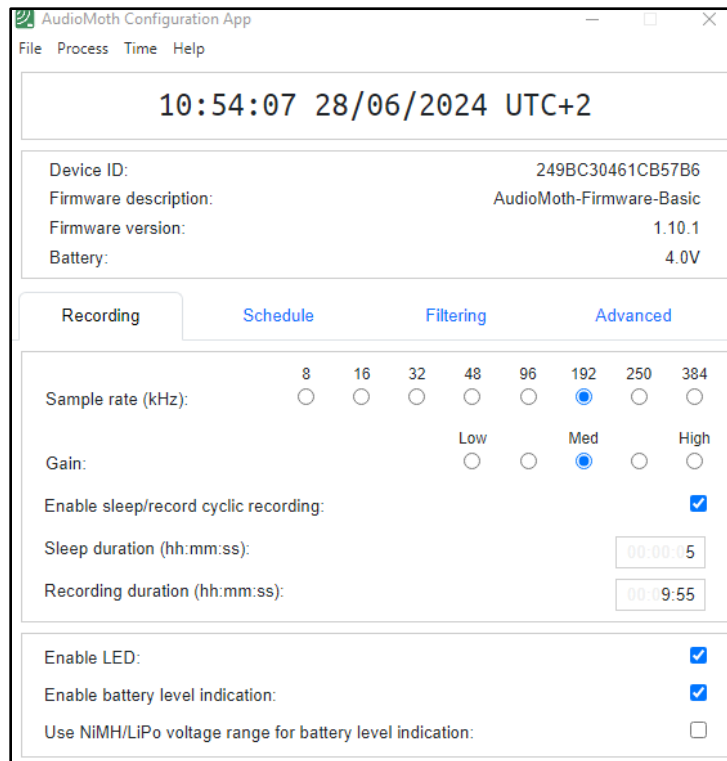 AudioMoth Configuration App
File Process Time Help
10:54:07 28/06/2024 UTC+2
Device ID: 249BC30461CB57B6
Firmware description: AudioMoth-Firmware-Basic
Firmware version: 1.10.1
Battery: 4.0V
Recording Schedule Filtering Advanced
8 16 32 48 96 192 250 384
Sample rate (kHz):
Low Med High
Gain:
Enable sleep/record cyclic recording:
Sleep duration (hh:mm:ss): 00:00:05
Recording duration (hh:mm:ss): 00:09:55
Enable LED:
Enable battery level indication:
Use NiMH/LiPo voltage range for battery level indication: